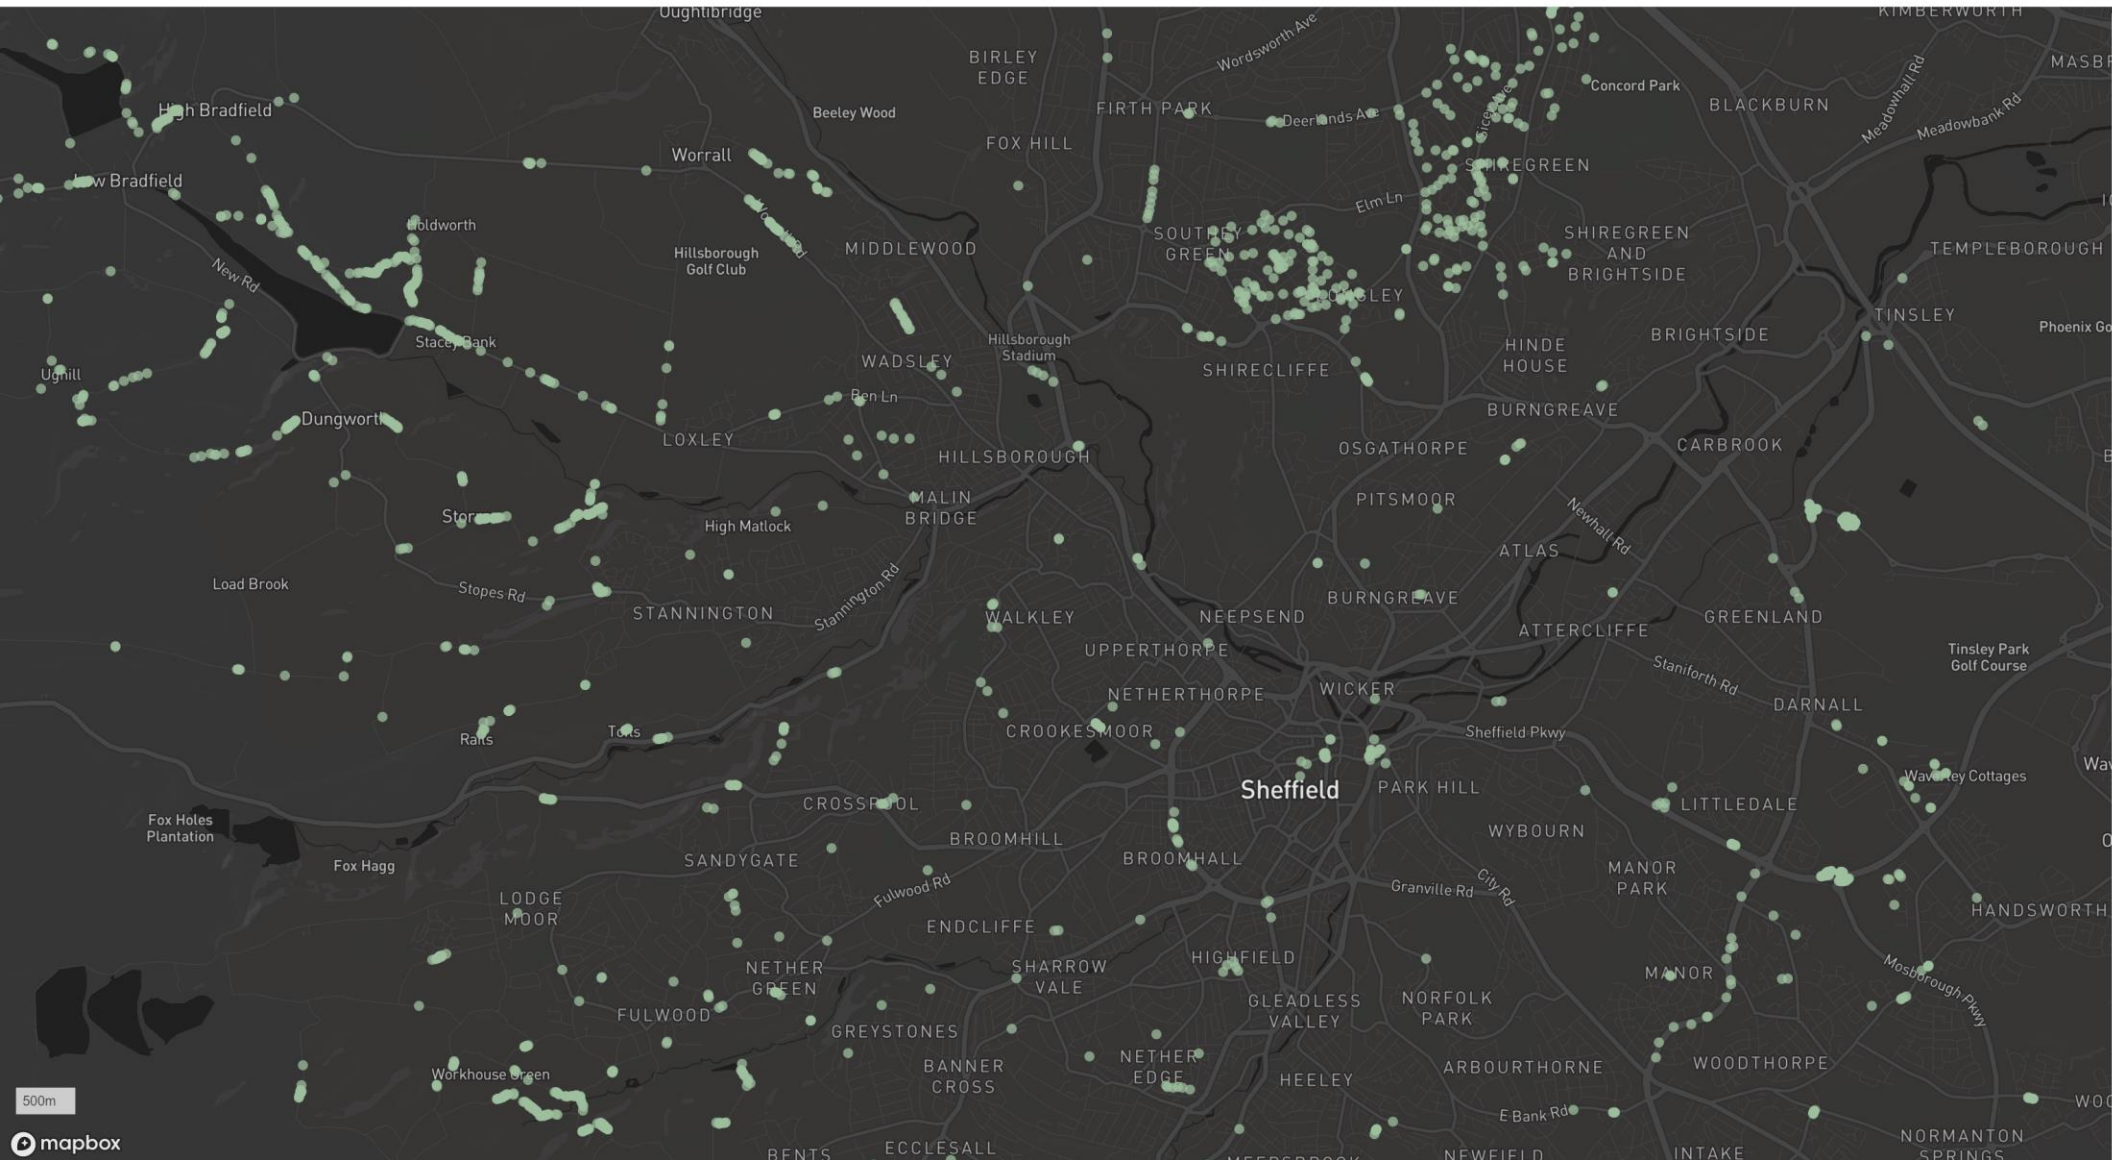 Oughtibridge
KIMBERWORTH
BIRLEY
EDGE
Wordsworth Ave
Meadowhall Rd
Beeley Wood
FIRTH PARK
Deerlands Ave
Concord Park
BLACKBURN
Meadowbank Rd
High Bradfield
FOX HILL
Worrall
SHIREGREEN
Low Bradfield
Elm Ln
Holdworth
SOUTHEY
GREEN
SHIREGREEN
AND
BRIGHTSIDE
TEMPLEBOROUGH
MIDDLEWOOD
Hillsborough
Golf Club
New Rd
LONGLEY
TINSLEY
Phoenix Go
Stacey Bank
Hillsborough
Stadium
BRIGHTSIDE
HINDE
HOUSE
WADSLEY
SHIRECLIFFE
Ughill
Ben Ln
BURNGREAVE
Dungworth
LOXLEY
HILLSBOROUGH
OSGATHORPE
CARBROOK
MALIN
BRIDGE
PITSMOOR
High Matlock
Newhall Rd
ATLAS
Load Brook
Stopes Rd
Stannington Rd
STANNINGTON
WALKLEY
NEEPSEND
BURNGREAVE
GREENLAND
ATTERCLIFFE
UPPERTHORPE
Tinsley Park
Golf Course
Staniforth Rd
NETHERTHORPE
WICKER
DARNALL
CROOKESMOOR
Sheffield Pkwy
Rails
Tofts
Sheffield
PARK HILL
Waverley Cottages
CROSSPOOL
LITTLEDALE
Fox Holes
Plantation
WYBOURN
BROOMHILL
Fox Hagg
SANDYGATE
BROOMHALL
MANOR
PARK
Fulwood Rd
Granville Rd
City Rd
LODGE
MOOR
HANDSWORTH
ENDCLIFFE
HIGHFIELD
NETHER
GREEN
SHARROW
VALE
MANOR
Mosborough Pkwy
GLEADLESS
VALLEY
NORFOLK
PARK
FULWOOD
GREYSTONES
Workhouse Green
BANNER
CROSS
NETHER
EDGE
HEELEY
ARBOURTHORNE
WOODTHORPE
500m
E Bank Rd
mapbox
BENTS
ECCLESALL
MEERSBROOK
NEWFIELD
INTAKE
NORMANTON
SPRINGS